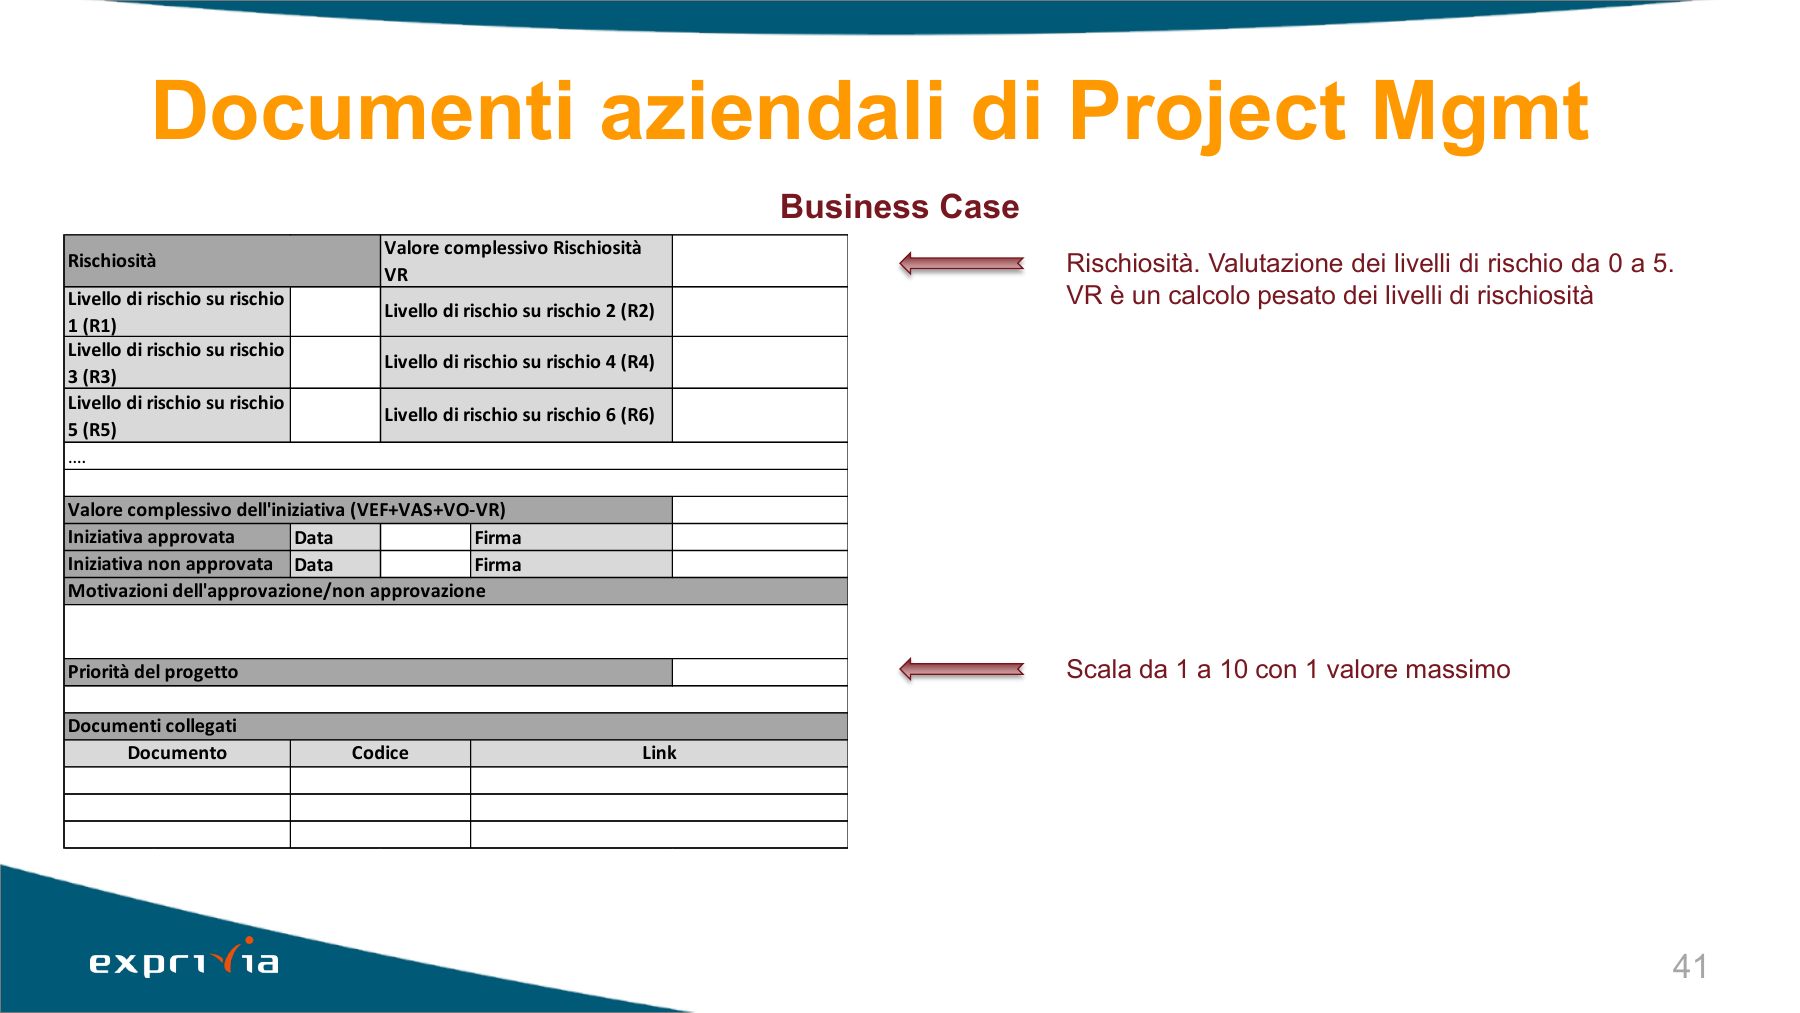 Documenti aziendali di Project Mgmt
Business Case
Rischiosità
Valore complessivo Rischiosità
VR
Livello di rischio su rischio
1 (R1)
Livello di rischio su rischio 2 (R2)
Livello di rischio su rischio
3 (R3)
Livello di rischio su rischio 4 (R4)
Livello di rischio su rischio
5 (R5)
Livello di rischio su rischio 6 (R6)
....
Valore complessivo dell'iniziativa (VEF+VAS+VO-VR)
Iniziativa approvata Data Firma
Iniziativa non approvata Data Firma
Motivazioni dell'approvazione/non approvazione
Priorità del progetto
Documenti collegati
Documento Codice Link
Rischiosità. Valutazione dei livelli di rischio da 0 a 5.
VR è un calcolo pesato dei livelli di rischiosità
Scala da 1 a 10 con 1 valore massimo
exprivia
41